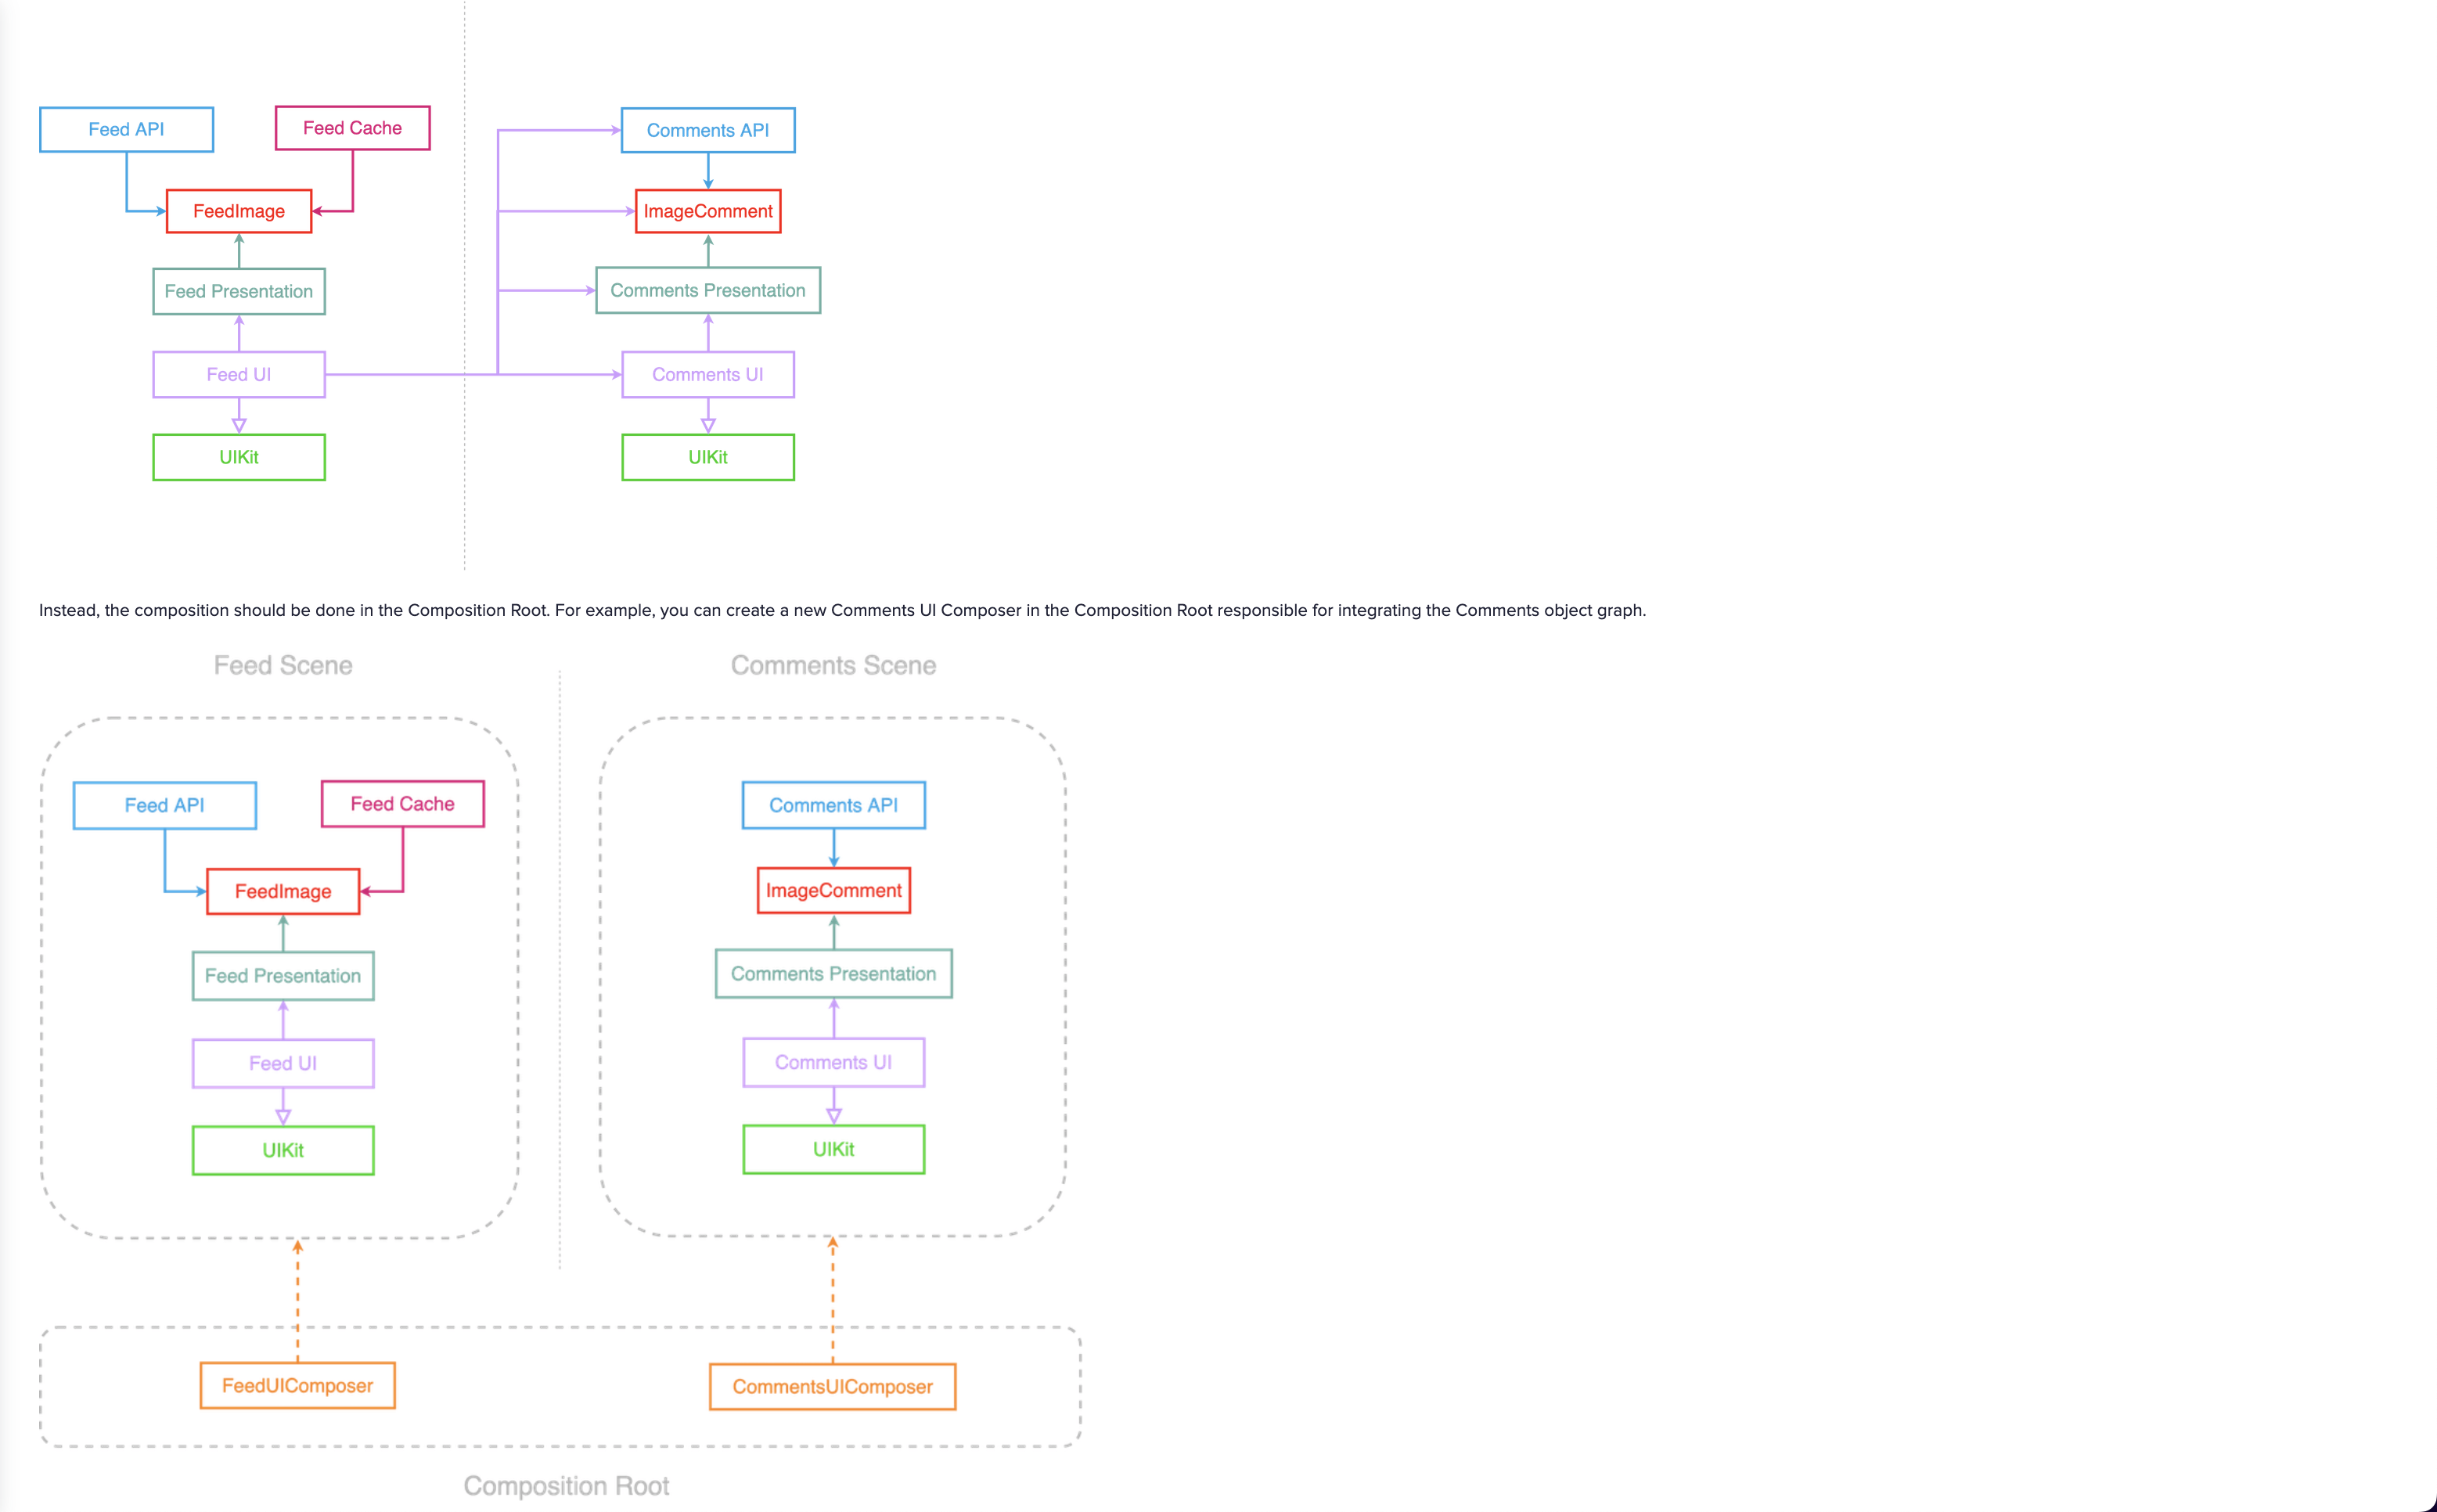 Feed API
Feed Cache
Comments API
FeedImage
ImageComment
Feed Presentation
Comments Presentation
Feed UI
Comments UI
UIKit
UIKit
Instead, the composition should be done in the Composition Root. For example, you can create a new Comments UI Composer in the Composition Root responsible for integrating the Comments object graph.
Feed Scene
Comments Scene
Feed API
Feed Cache
Comments API
FeedImage
ImageComment
Feed Presentation
Comments Presentation
Feed UI
Comments UI
UIKit
UIKit
FeedUIComposer
CommentsUIComposer
Composition Root